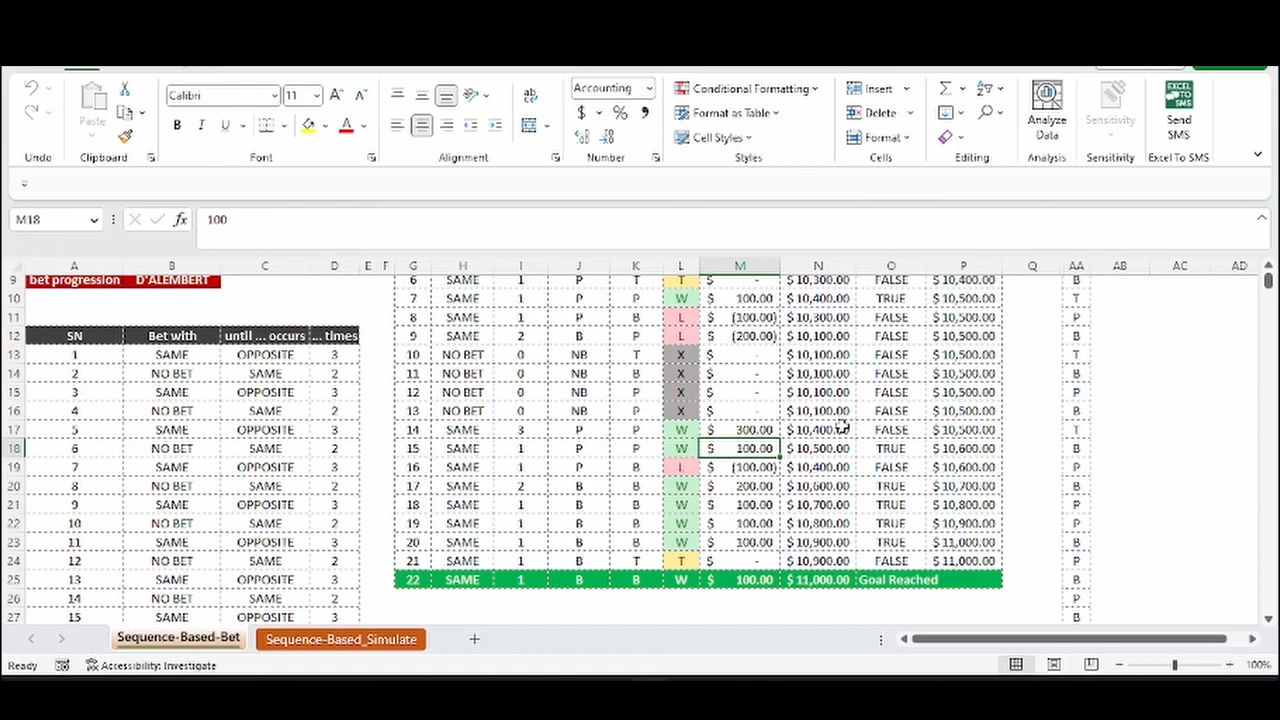 Calibri 11 Accounting Conditional Formatting Insert
Paste Format as Table Delete Analyze Data Sensitivity Send SMS
B I U A $ % Cell Styles Format
Undo Clipboard Font Alignment Number Styles Cells Editing Analysis Sensitivity Excel To SMS
EXCEL TO SMS
M18 fx 100
A B C D E F G H I J K L M N O P Q AA AB AC AD
9 bet progression D'ALEMBERT 6 SAME 1 P T T $ - $ 10,300.00 FALSE $ 10,400.00 B
10 7 SAME 1 P P W $ 100.00 $ 10,400.00 TRUE $ 10,500.00 T
11 8 SAME 1 P B L $ (100.00) $ 10,300.00 FALSE $ 10,500.00 P
12 SN Bet with until ... occurs ... times 9 SAME 2 B P L $ (200.00) $ 10,100.00 FALSE $ 10,500.00 B
13 1 SAME OPPOSITE 3 10 NO BET 0 NB T X $ - $ 10,100.00 FALSE $ 10,500.00 T
14 2 NO BET SAME 2 11 NO BET 0 NB B X $ - $ 10,100.00 FALSE $ 10,500.00 B
15 3 SAME OPPOSITE 3 12 NO BET 0 NB P X $ - $ 10,100.00 FALSE $ 10,500.00 P
16 4 NO BET SAME 2 13 NO BET 0 NB P X $ - $ 10,100.00 FALSE $ 10,500.00 B
17 5 SAME OPPOSITE 3 14 SAME 3 P P W $ 300.00 $ 10,400.00 FALSE $ 10,500.00 T
18 6 NO BET SAME 2 15 SAME 1 P P W $ 100.00 $ 10,500.00 TRUE $ 10,600.00 B
19 7 SAME OPPOSITE 3 16 SAME 1 P B L $ (100.00) $ 10,400.00 FALSE $ 10,600.00 P
20 8 NO BET SAME 2 17 SAME 2 B B W $ 200.00 $ 10,600.00 TRUE $ 10,700.00 B
21 9 SAME OPPOSITE 3 18 SAME 1 B B W $ 100.00 $ 10,700.00 TRUE $ 10,800.00 P
22 10 NO BET SAME 2 19 SAME 1 B B W $ 100.00 $ 10,800.00 TRUE $ 10,900.00 P
23 11 SAME OPPOSITE 3 20 SAME 1 B B W $ 100.00 $ 10,900.00 TRUE $ 11,000.00 B
24 12 NO BET SAME 2 21 SAME 1 B T T $ - $ 10,900.00 FALSE $ 11,000.00 P
25 13 SAME OPPOSITE 3 22 SAME 1 B B W $ 100.00 $ 11,000.00 Goal Reached B
26 14 NO BET SAME 2 P
27 15 SAME OPPOSITE 3 B
Sequence-Based-Bet Sequence-Based_Simulate
Ready Accessibility: Investigate 100%